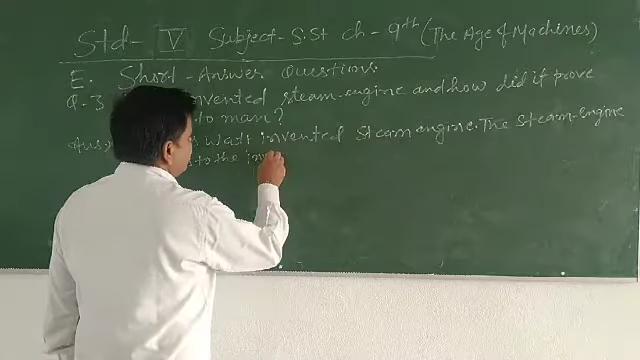 Std- V Subject- S.St ch- 9th (The Age of Machines)
E. Short-Answer Questions.
Q.3 invented steam-engine and how did it prove
to man?
Ans: Watt invented Steam engine. The Steam-Engine
to the inv